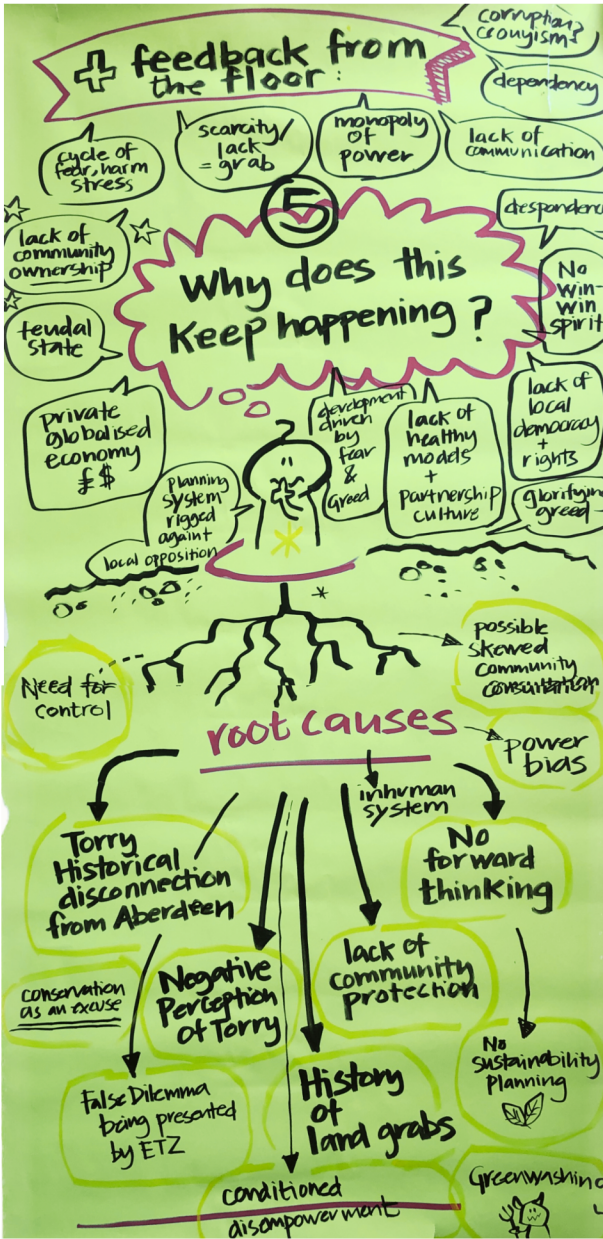 + feedback from
the floor:
corruption,
cronyism?
dependency
cycle of
fear, harm
stress
scarcity/
lack
= grab
monopoly
of
power
lack of
communication
5
Why does this
Keep happening?
lack of
community
ownership
despondenc
No
win-
win
spirit
feudal
state
private
globalised
economy
£ $
planning
system
rigged
againt
local opposition
development
driven
by
fear
&
Greed
lack of
healthy
models
+
partnership
culture
lack of
local
democracy
+
rights
glorifying
greed
Need for
control
possible
skewed
community
consultation
root causes
power
bias
inhuman
system
Torry
Historical
disconnection
from Aberdeen
No
forward
thinking
conservation
as an excuse
Negative
Perception
of Torry
lack of
community
protection
No
sustainability
planning
False Dilemma
being presented
by ETZ
History
of
land grabs
Greenwashing
conditioned
disempowerment